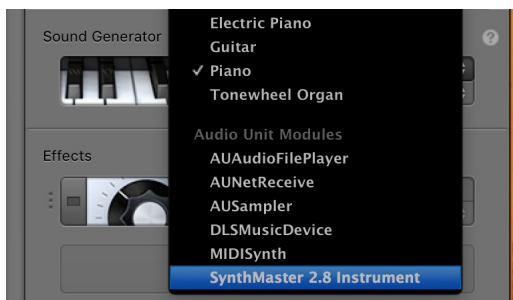 Electric Piano
Sound Generator
Guitar
✓ Piano
Tonewheel Organ
Audio Unit Modules
AUAudioFilePlayer
Effects
AUNetReceive
AUSampler
DLSMusicDevice
MIDISynth
SynthMaster 2.8 Instrument
?